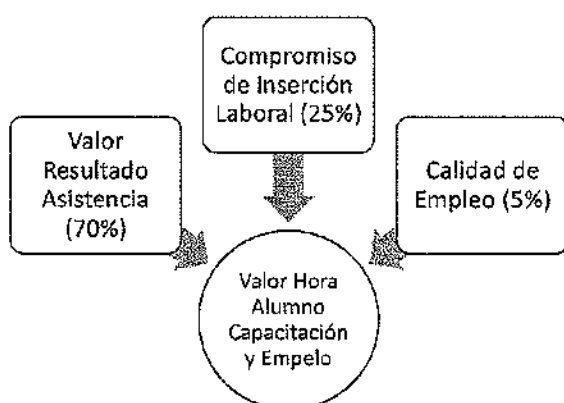 Compromiso
de Inserción
Laboral (25%)
Valor
Resultado
Asistencia
(70%)
Calidad de
Empleo (5%)
Valor Hora
Alumno
Capacitación
y Empelo